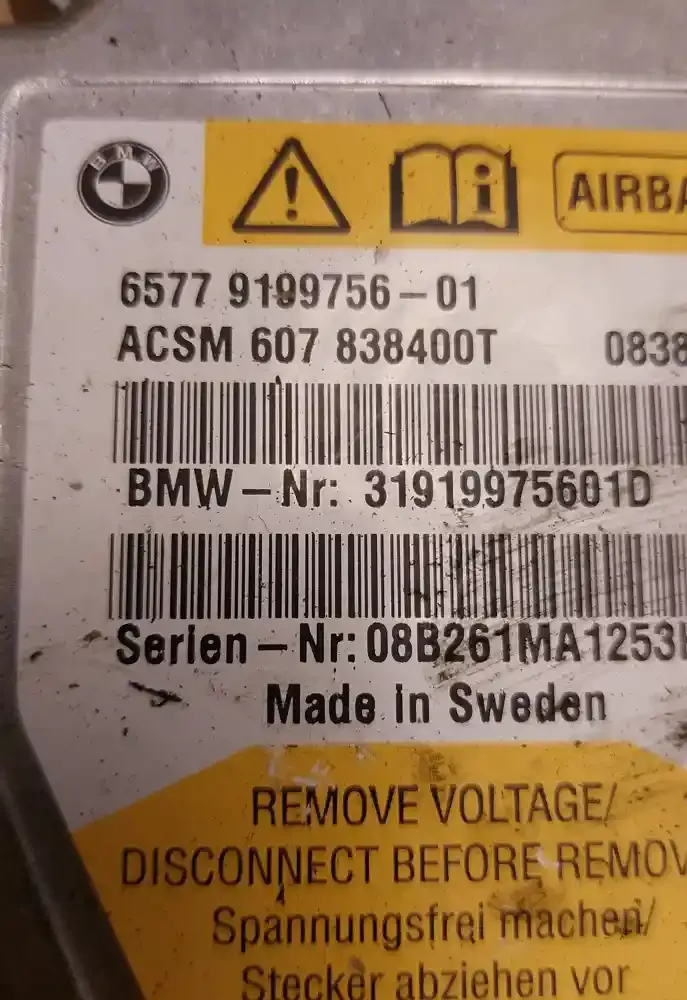 BMW
AIRBA
6577 9199756-01
ACSM 607 838400T 0838
BMW-Nr: 31919975601D
Serien-Nr: 08B261MA1253
Made in Sweden
REMOVE VOLTAGE/
DISCONNECT BEFORE REMOV
Spannungsfrei machen/
Stecker abziehen vor